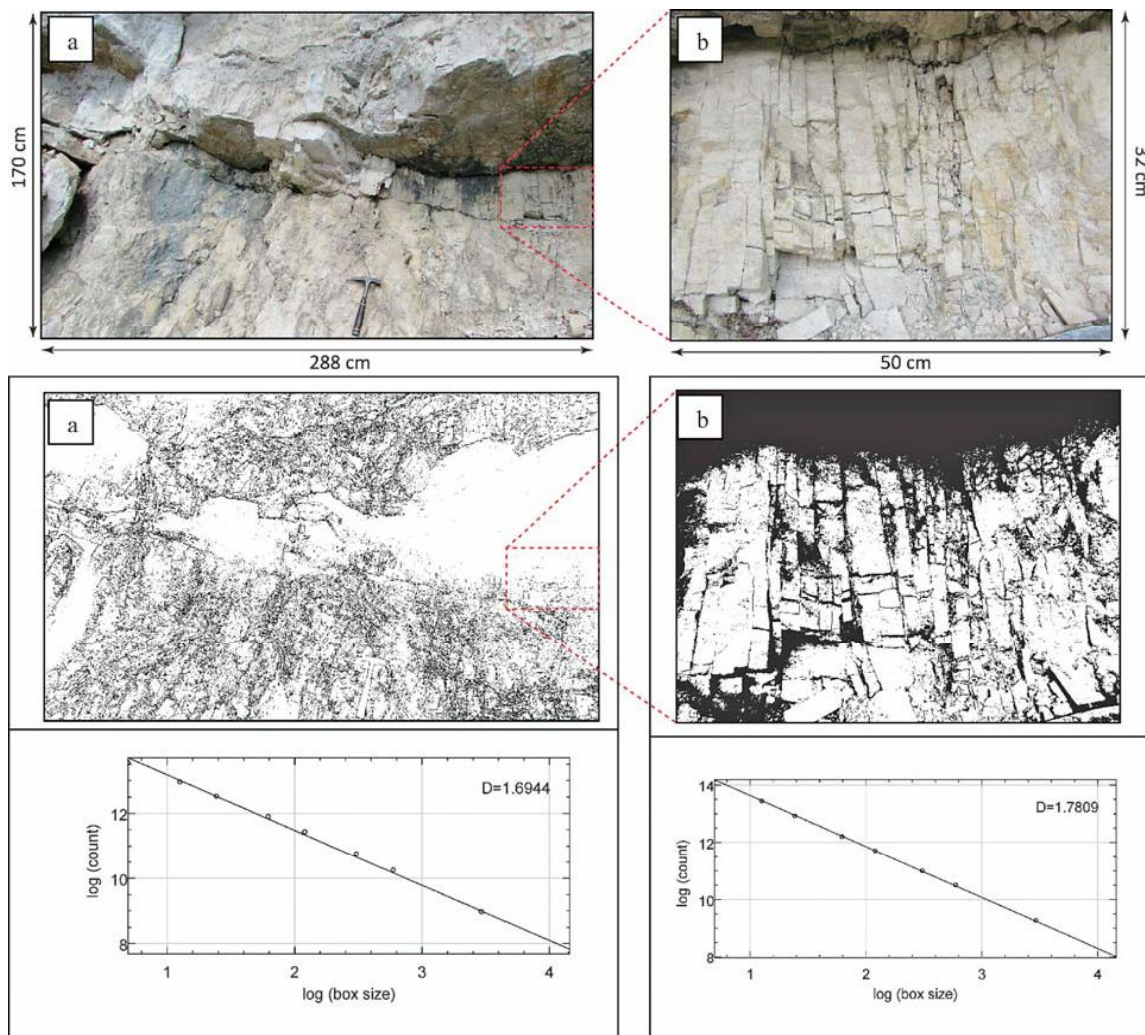 a
b
170 cm
32 cm
288 cm
50 cm
a
b
D=1.6944
12
10
8
log (count)
1 2 3 4
log (box size)
D=1.7809
14
12
10
8
log (count)
1 2 3 4
log (box size)